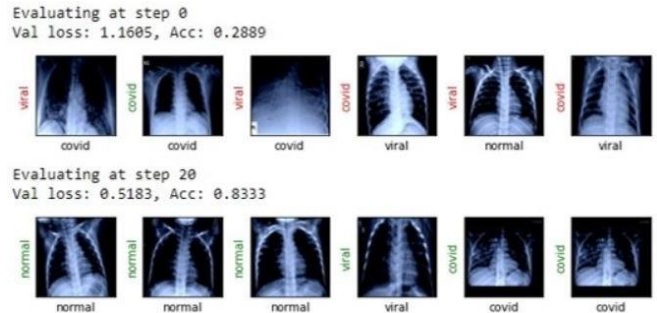 Evaluating at step 0
Val loss: 1.1605, Acc: 0.2889
viral covid viral covid viral covid
covid covid covid viral normal viral
Evaluating at step 20
Val loss: 0.5183, Acc: 0.8333
normal normal normal viral covid covid
normal normal normal viral covid covid